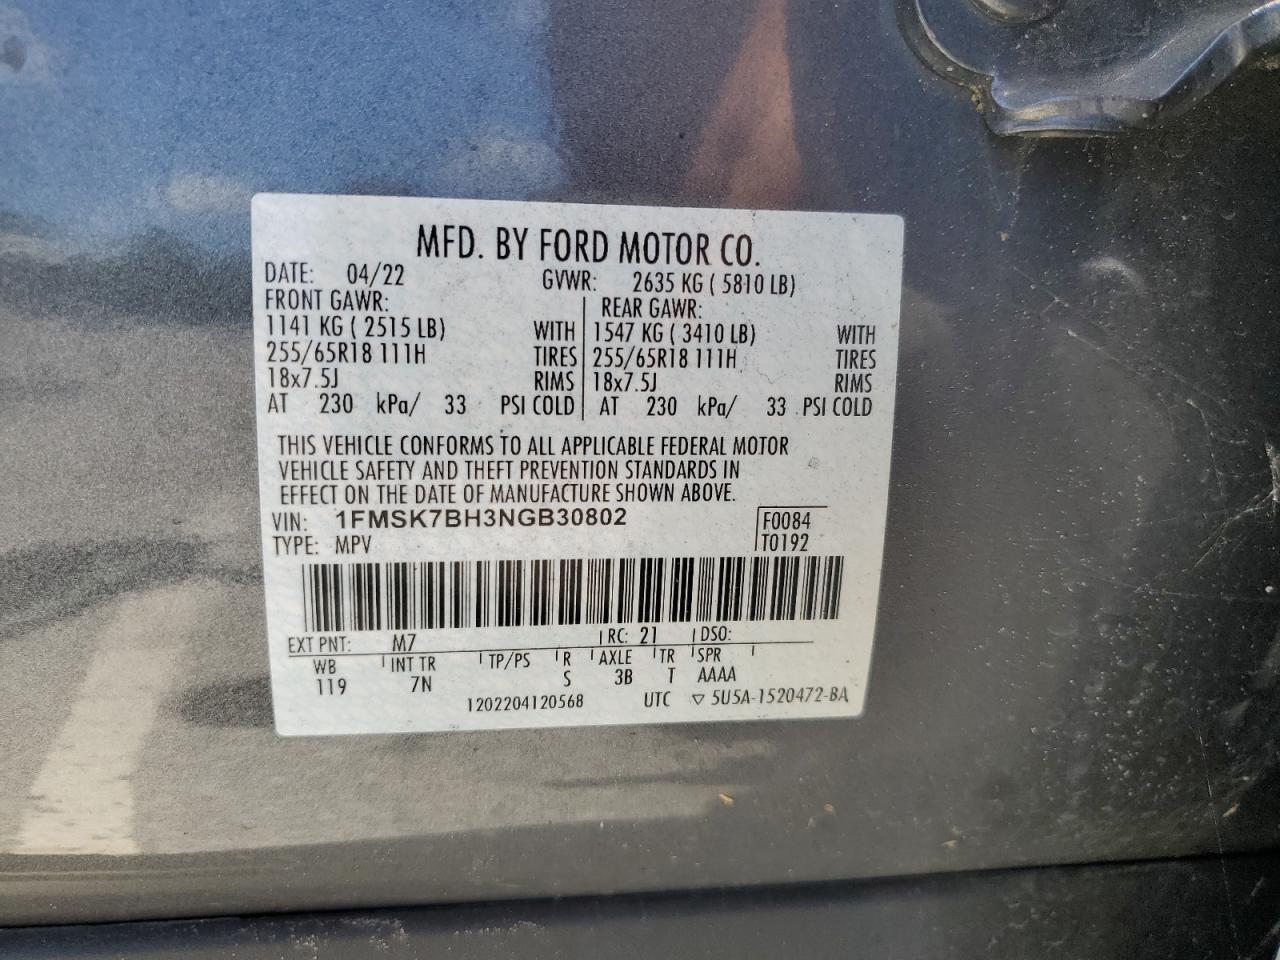 MFD. BY FORD MOTOR CO.
DATE: 04/22 GVWR: 2635 KG ( 5810 LB)
FRONT GAWR: REAR GAWR:
1141 KG ( 2515 LB) WITH 1547 KG ( 3410 LB) WITH
255/65R18 111H TIRES 255/65R18 111H TIRES
18x7.5J RIMS 18x7.5J RIMS
AT 230 kPa/ 33 PSI COLD AT 230 kPa/ 33 PSI COLD
THIS VEHICLE CONFORMS TO ALL APPLICABLE FEDERAL MOTOR
VEHICLE SAFETY AND THEFT PREVENTION STANDARDS IN
EFFECT ON THE DATE OF MANUFACTURE SHOWN ABOVE.
VIN: 1FMSK7BH3NGB30802 F0084
TYPE: MPV T0192
EXT PNT: M7 RC: 21 DSO:
WB INT TR TP/PS R AXLE TR SPR
119 7N S 3B T AAAA
1202204120568 UTC ▽ 5U5A-1520472-BA